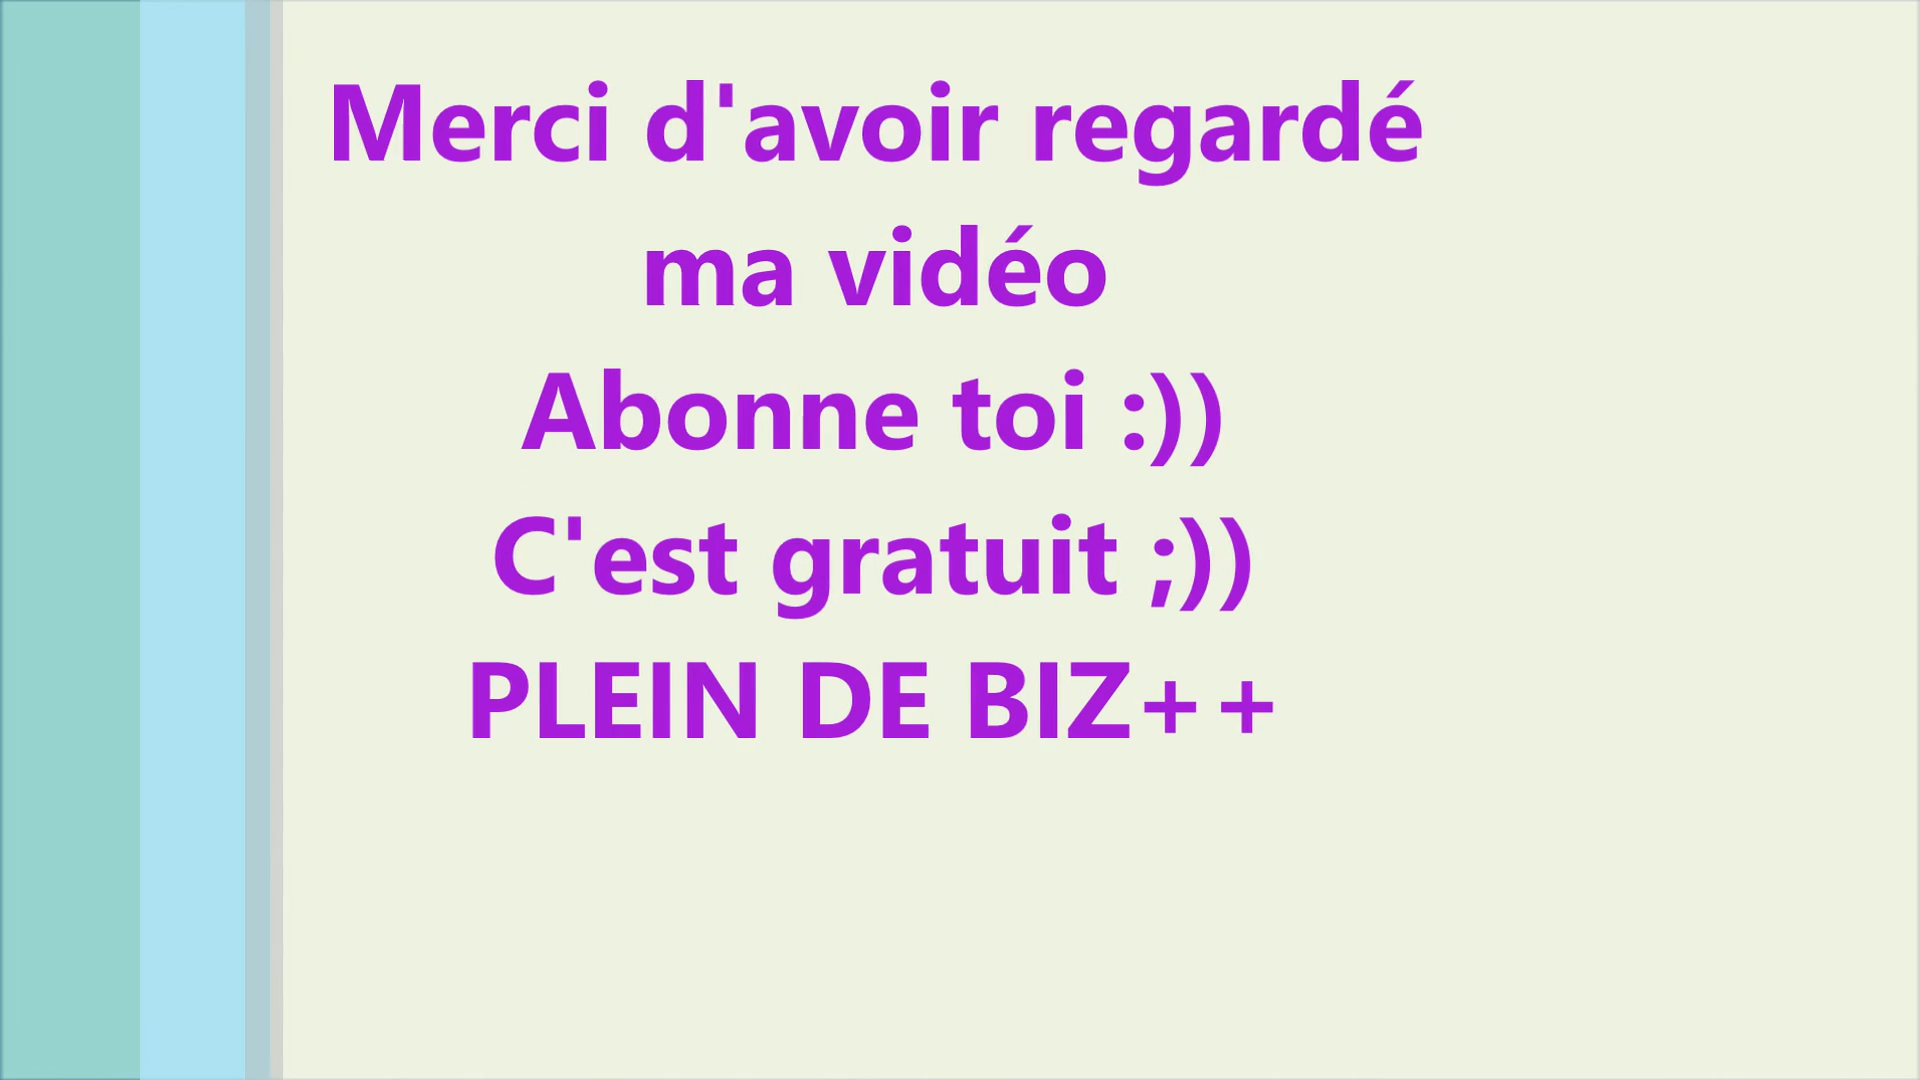 Merci d'avoir regardé
ma vidéo
Abonne toi :))
C'est gratuit ;))
PLEIN DE BIZ++